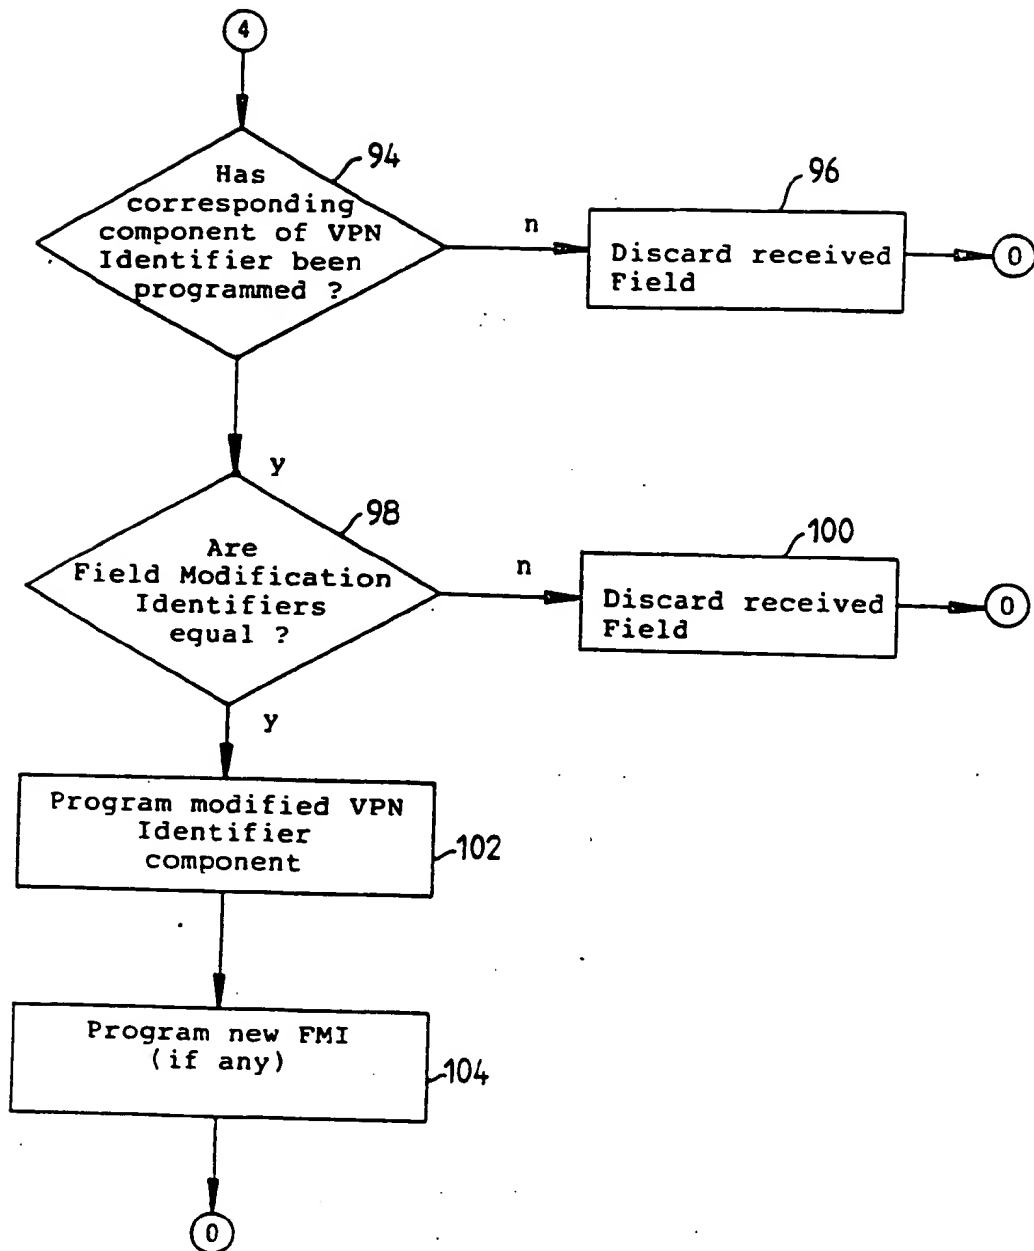 4
94
Has
corresponding
component of VPN
Identifier been
programmed ?
n
96
Discard received
Field
0
y
98
Are
Field Modification
Identifiers
equal ?
n
100
Discard received
Field
0
y
Program modified VPN
Identifier
component
102
Program new FMI
(if any)
104
0